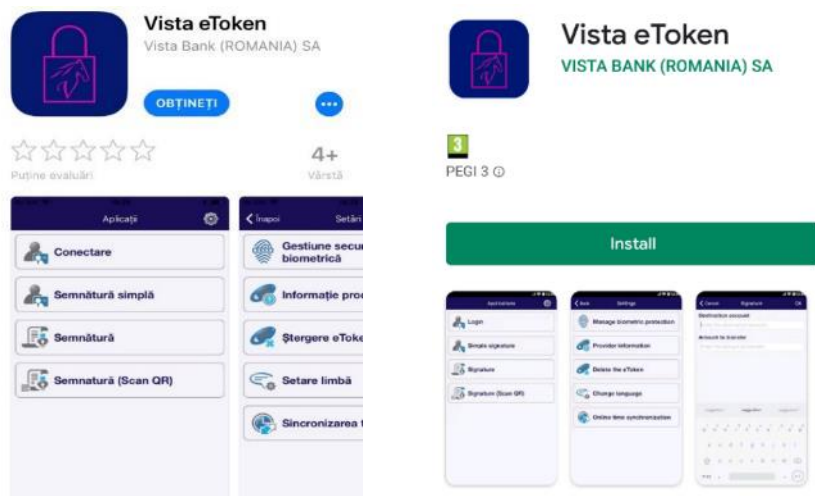 Vista eToken
Vista Bank (ROMANIA) SA
OBȚINEȚI
4+
Puține evaluări
Vârstă
Aplicații
Conectare
Semnătură simplă
Semnătură
Semnatură (Scan QR)
Înapoi
Setări
Gestiune secu
biometrică
Informație pro
Ștergere eToke
Setare limbă
Sincronizarea
Vista eToken
VISTA BANK (ROMANIA) SA
3
PEGI 3
Install
Applications
Login
Simple signature
Signature
Signature (Scan QR)
Back
Settings
Manage biometric protection
Provider information
Delete the eToken
Change language
Online time synchronization
Cancel
Signature
OK
Destination account
Amount to transfer